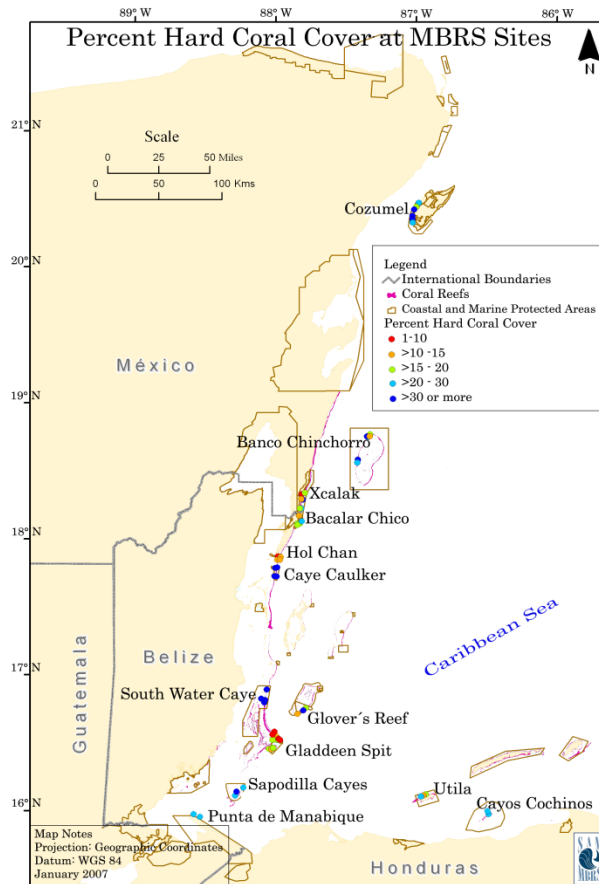 89° W
88° W
87° W
86° W
Percent Hard Coral Cover at MBRS Sites
N
21° N
Scale
0 25 50 Miles
0 50 100 Kms
Cozumel
20° N
Legend
International Boundaries
Coral Reefs
Coastal and Marine Protected Areas
Percent Hard Coral Cover
1-10
>10 -15
>15 - 20
>20 - 30
>30 or more
México
19° N
Banco Chinchorro
Xcalak
Bacalar Chico
18° N
Hol Chan
Caye Caulker
Caribbean Sea
17° N
Belize
Guatemala
South Water Caye
Glover´s Reef
Gladdeen Spit
Sapodilla Cayes
Utila
16° N
Punta de Manabique
Cayos Cochinos
Map Notes
Projection: Geographic Coordinates
Datum: WGS 84
January 2007
Honduras
SAM
MBRS